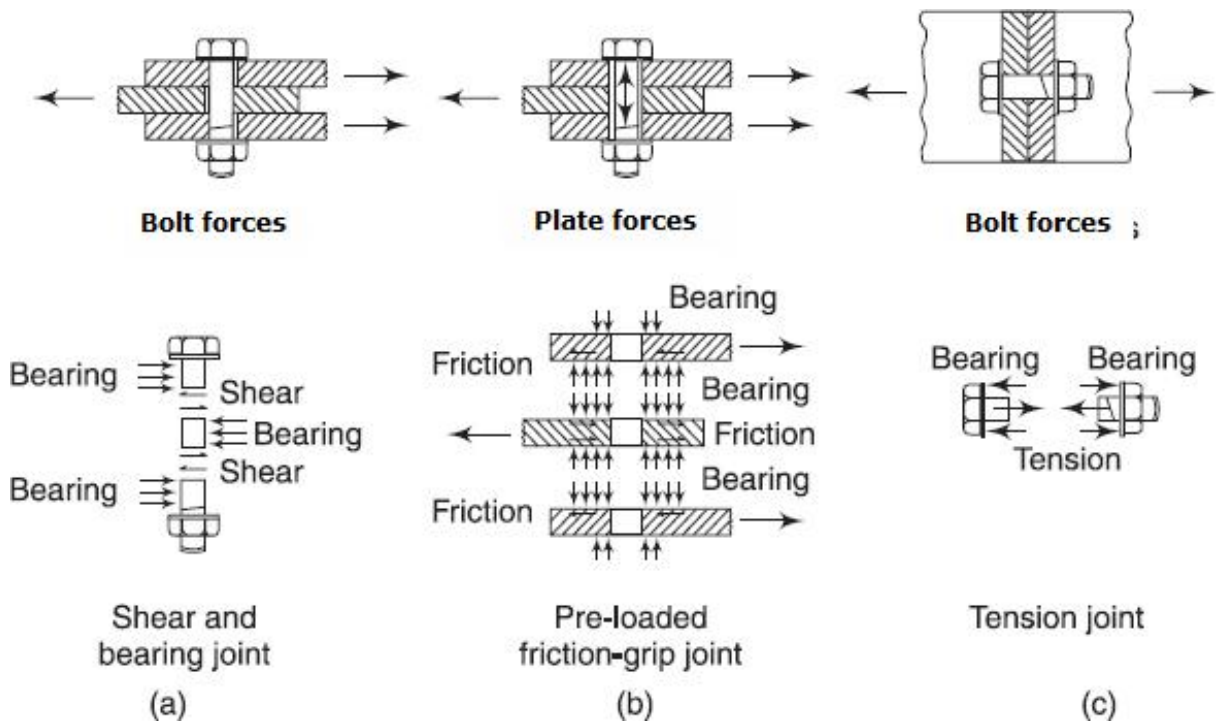 Bolt forces
Plate forces
Bolt forces s
Bearing
Shear
Bearing
Shear
Bearing
Bearing
Friction
Bearing
Friction
Bearing
Friction
Bearing
Bearing
Tension
Shear and
bearing joint
(a)
Pre-loaded
friction-grip joint
(b)
Tension joint
(c)